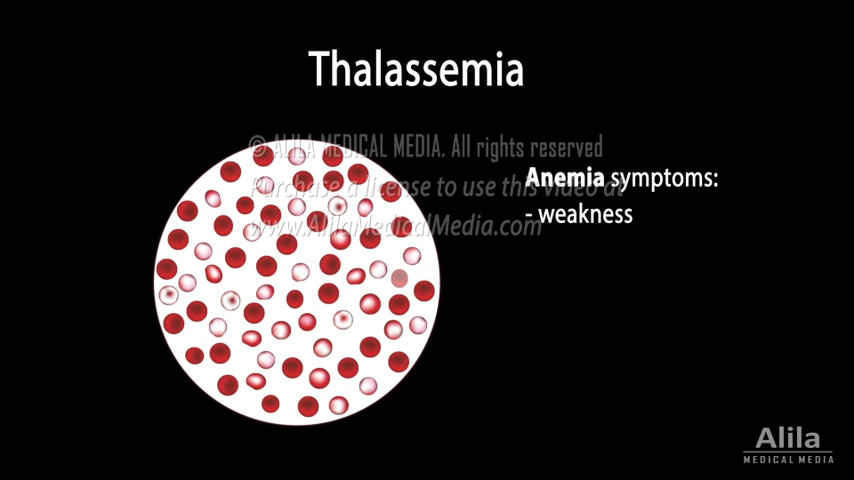 Thalassemia
© ALILA MEDICAL MEDIA. All rights reserved
Purchase a license to use this video at
www.AlilaMedicalMedia.com
Anemia symptoms:
- weakness
Alila
MEDICAL MEDIA